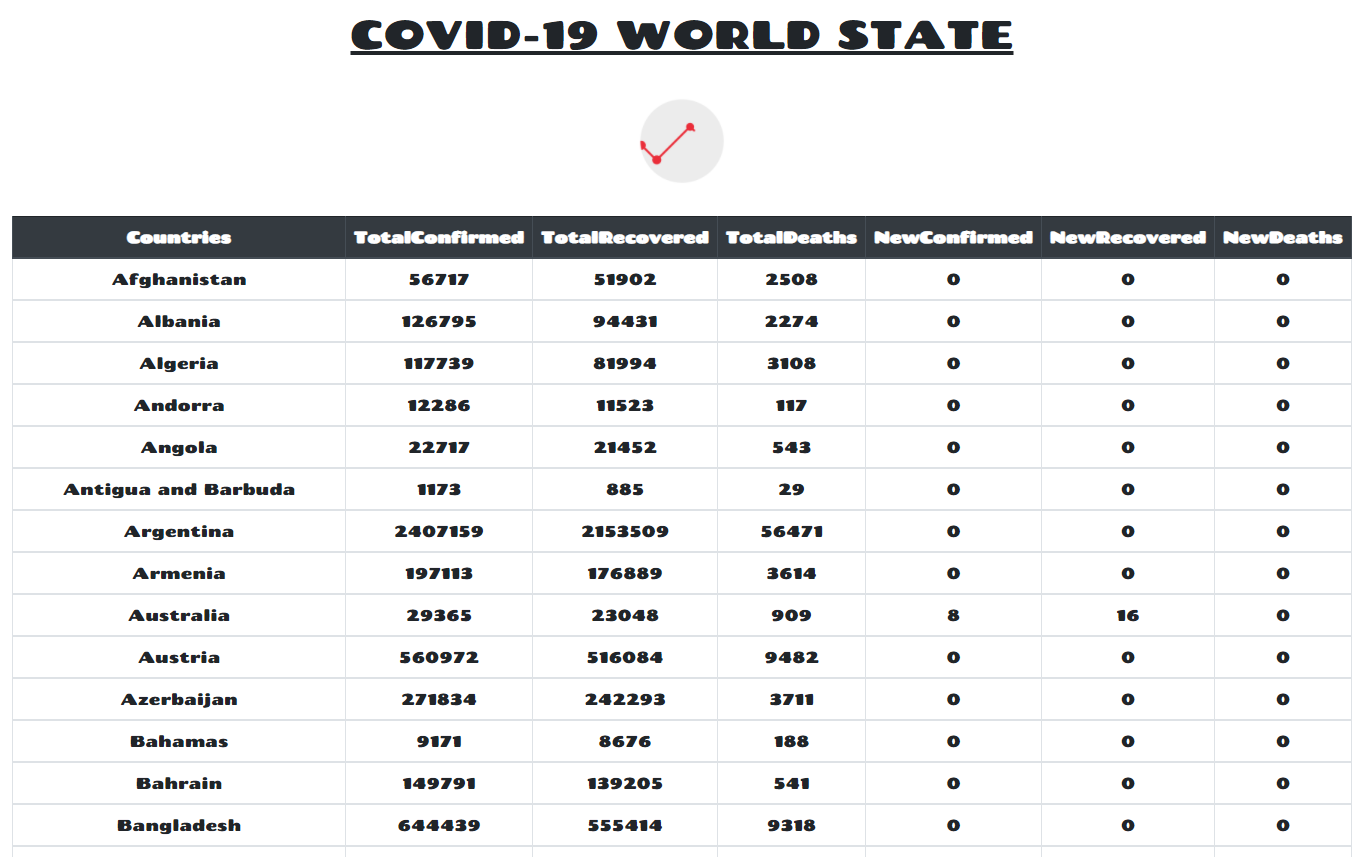 COVID-19 WORLD STATE
Countries TotalConfirmed TotalRecovered TotalDeaths NewConfirmed NewRecovered NewDeaths
Afghanistan 56717 51902 2508 0 0 0
Albania 126795 94431 2274 0 0 0
Algeria 117739 81994 3108 0 0 0
Andorra 12286 11523 117 0 0 0
Angola 22717 21452 543 0 0 0
Antigua and Barbuda 1173 885 29 0 0 0
Argentina 2407159 2153509 56471 0 0 0
Armenia 197113 176889 3614 0 0 0
Australia 29365 23048 909 8 16 0
Austria 560972 516084 9482 0 0 0
Azerbaijan 271834 242293 3711 0 0 0
Bahamas 9171 8676 188 0 0 0
Bahrain 149791 139205 541 0 0 0
Bangladesh 644439 555414 9318 0 0 0